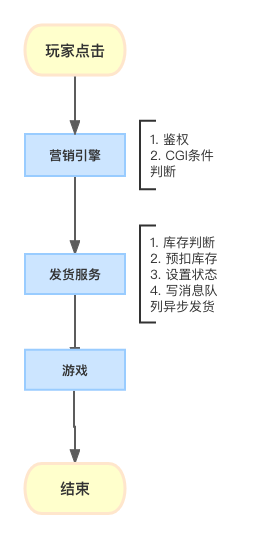 玩家点击
营销引擎
1. 鉴权
2. CGI条件
判断
发货服务
1. 库存判断
2. 预扣库存
3. 设置状态
4. 写消息队
列异步发货
游戏
结束